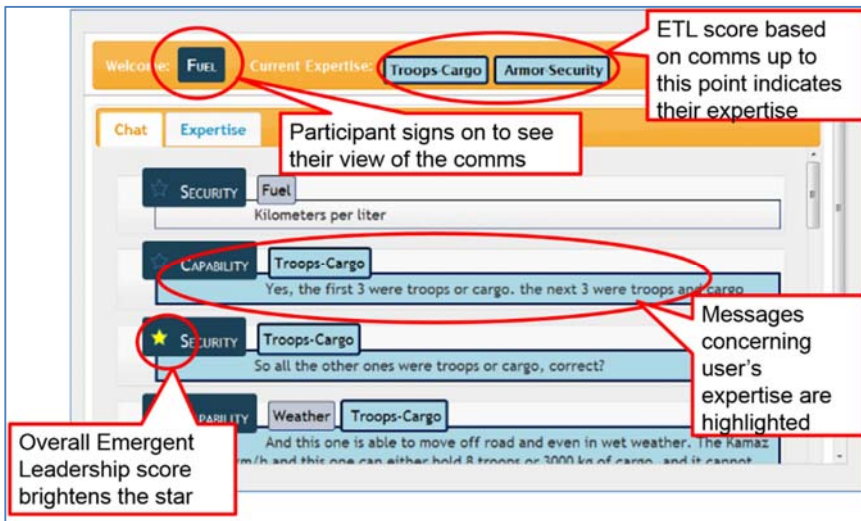 ETL score based
on comms up to
this point indicates
their expertise
Welcome: FUEL Current Expertise: Troops-Cargo Armor-Security
Participant signs on to see
their view of the comms
Chat Expertise
SECURITY Fuel
Kilometers per liter
CAPABILITY Troops-Cargo
Yes, the first 3 were troops or cargo. the next 3 were troops and cargo
Messages
concerning
user's
expertise are
highlighted
SECURITY Troops-Cargo
So all the other ones were troops or cargo, correct?
PABILITY Weather Troops-Cargo
And this one is able to move off road and even in wet weather. The Kamaz
km/h and this one can either hold 8 troops or 3000 kg of cargo, and it cannot
Overall Emergent
Leadership score
brightens the star